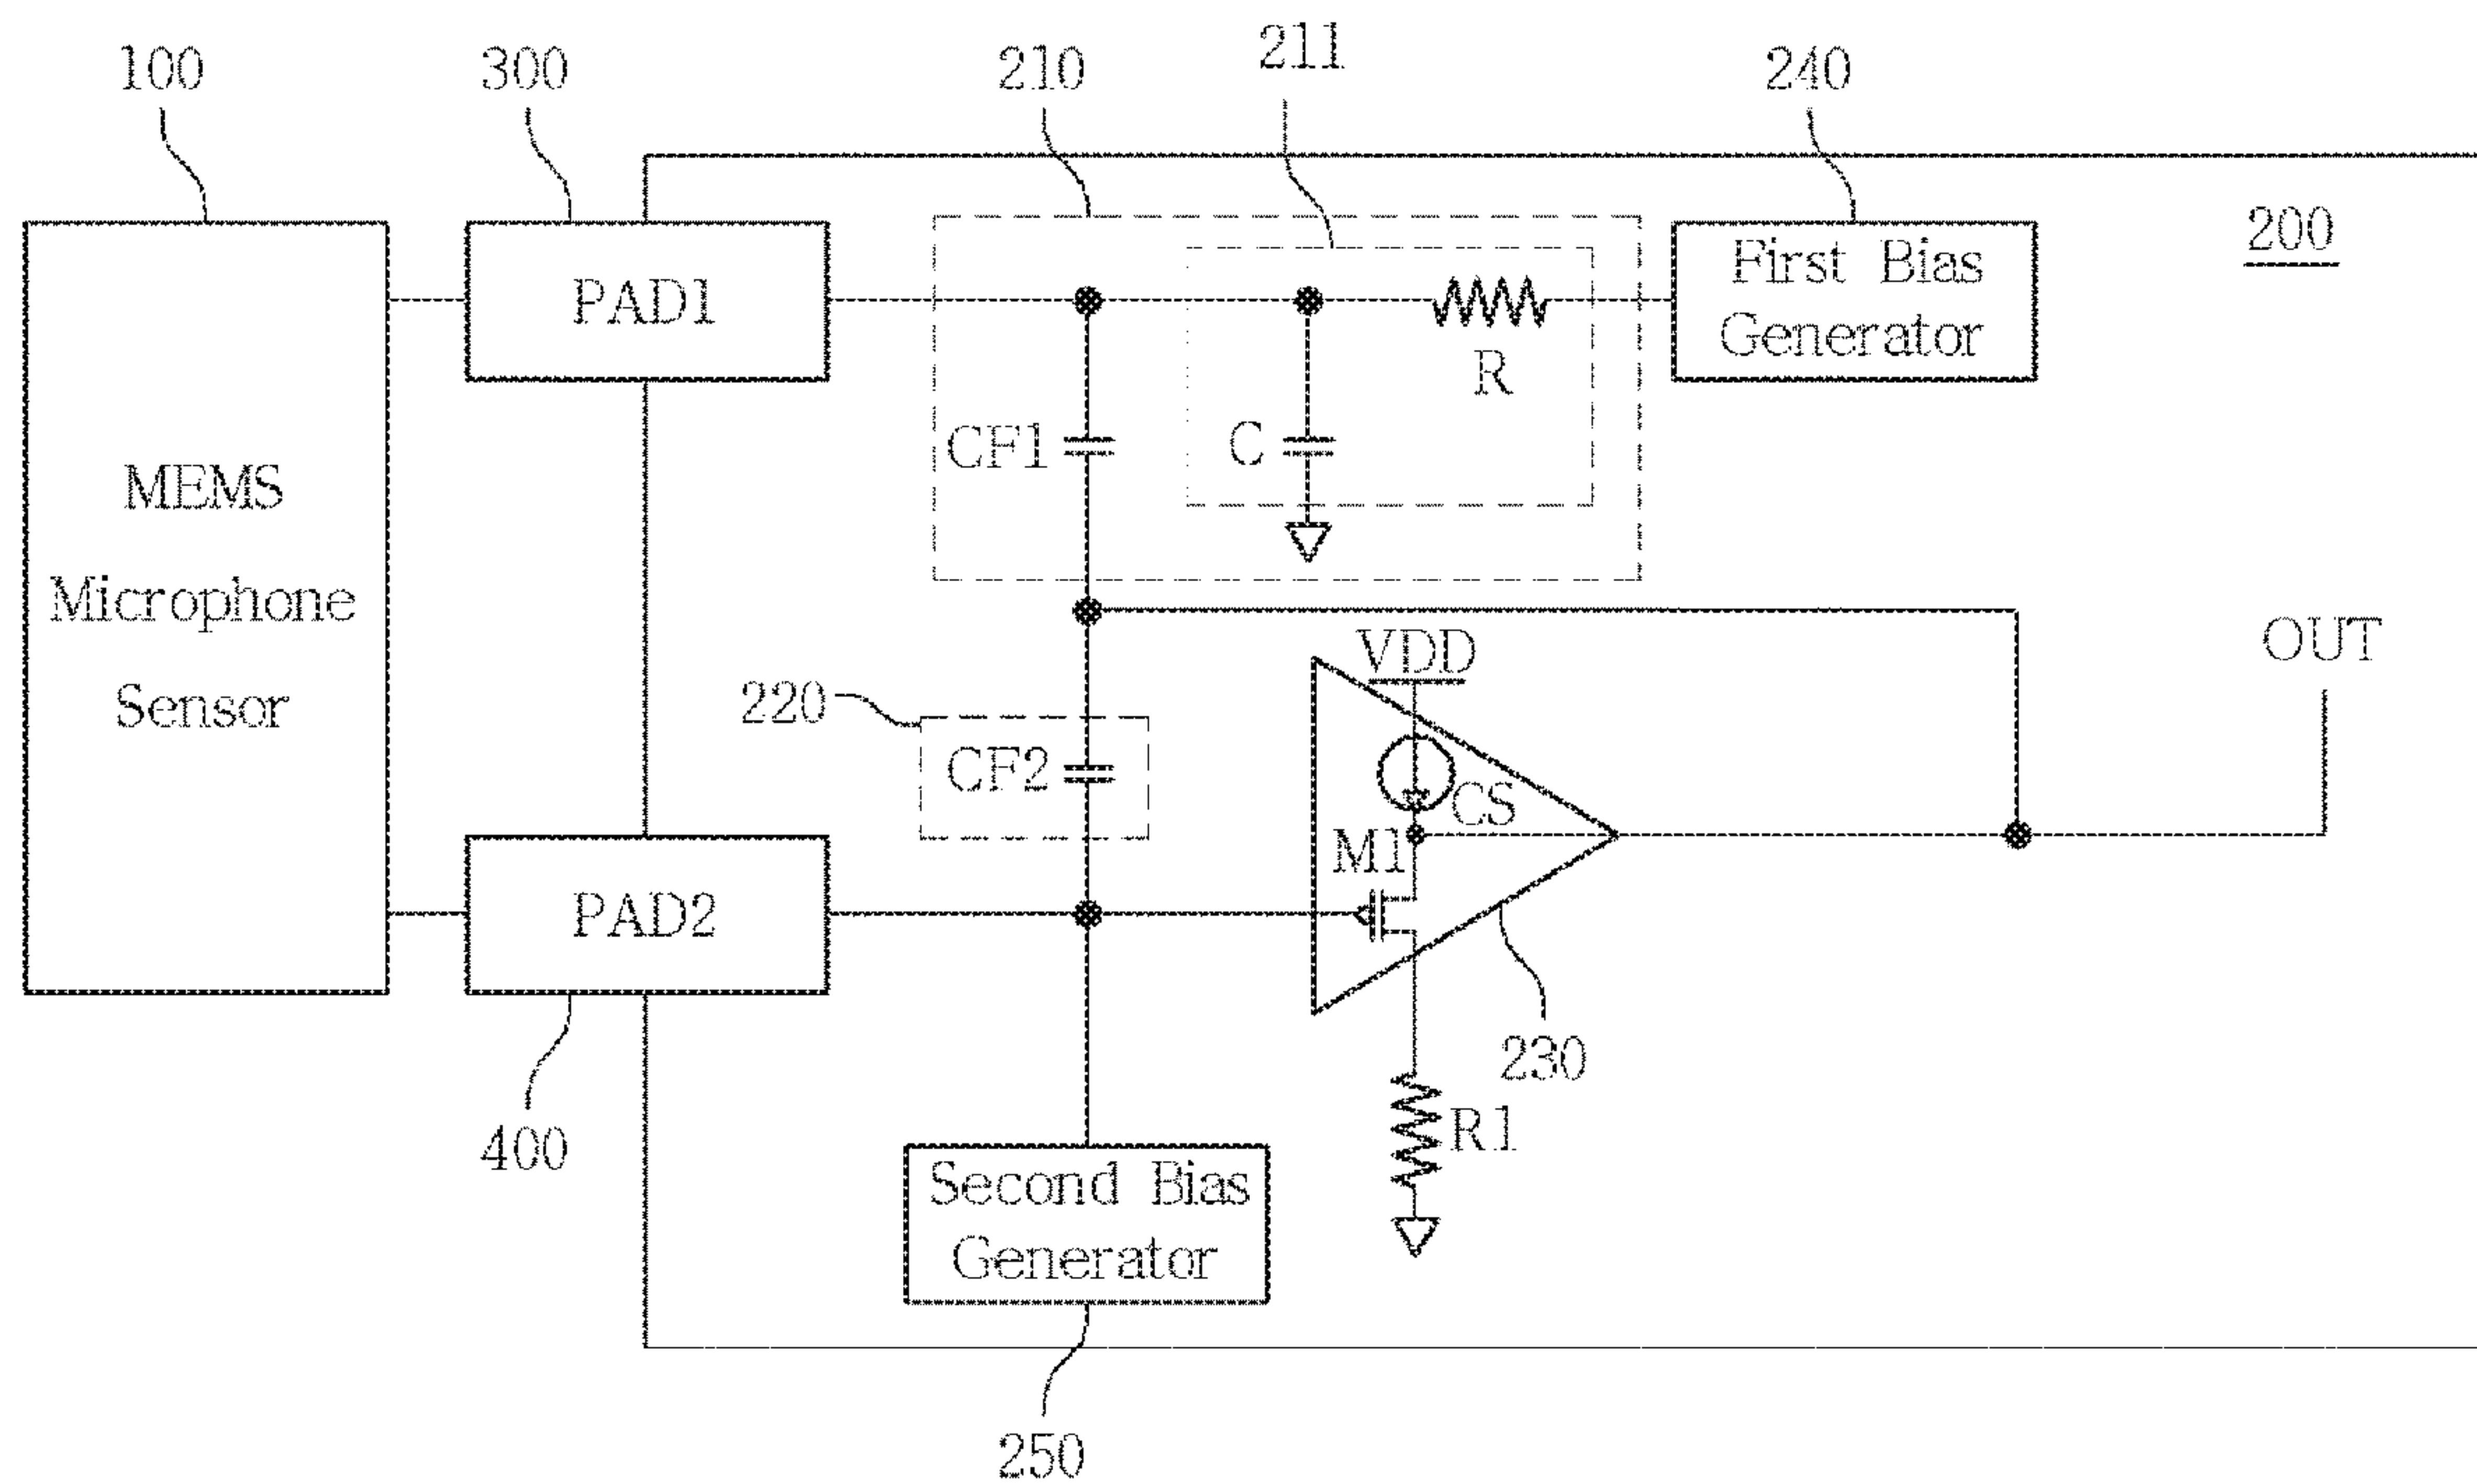 100
300
210
211
240
200
PAD1
First Bias
Generator
R
CF1
C
MEMS
Microphone
Sensor
VDD
OUT
220
CF2
CS
M1
PAD2
230
400
R1
Second Bias
Generator
250